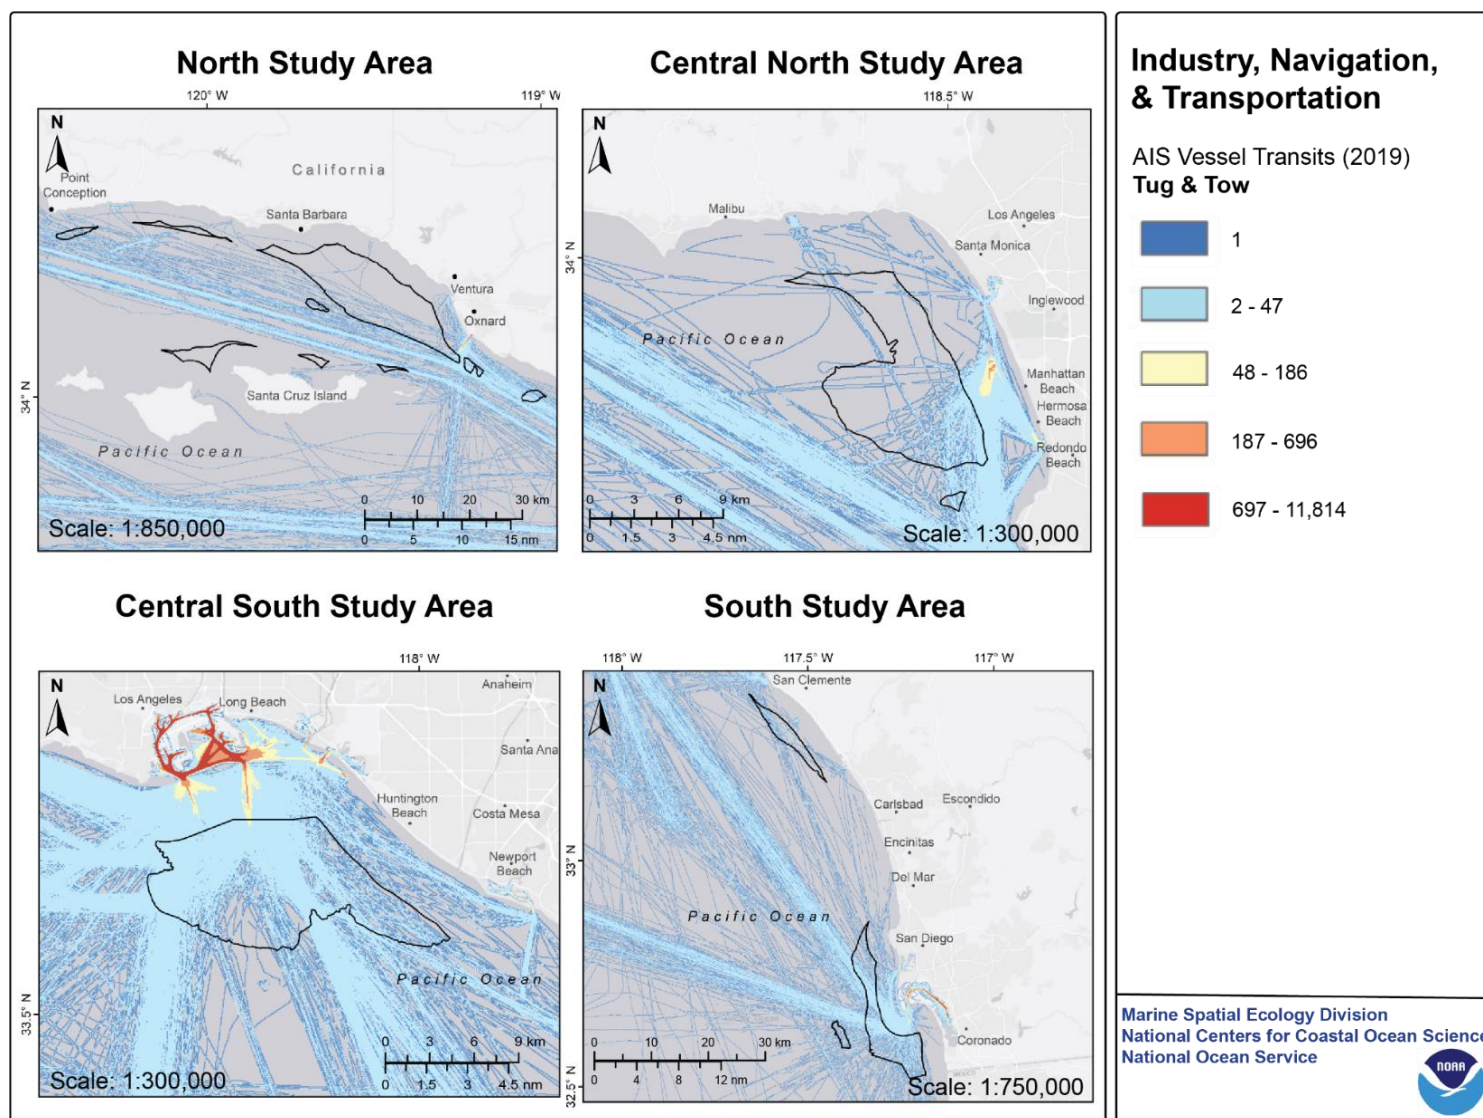 North Study Area
120° W
119° W
N
Point
Conception
California
Santa Barbara
Ventura
Oxnard
34° N
Santa Cruz Island
Pacific Ocean
0 10 20 30 km
0 5 10 15 nm
Scale: 1:850,000
Central North Study Area
118.5° W
N
Malibu
Los Angeles
Santa Monica
34° N
Inglewood
Pacific Ocean
Manhattan
Beach
Hermosa
Beach
Redondo
Beach
0 3 6 9 km
0 1.5 3 4.5 nm
Scale: 1:300,000
Central South Study Area
118° W
N
Los Angeles
Long Beach
Anaheim
Santa Ana
Huntington
Beach
Costa Mesa
Newport
Beach
Pacific Ocean
33.5° N
0 3 6 9 km
0 1.5 3 4.5 nm
Scale: 1:300,000
South Study Area
118° W
117.5° W
117° W
San Clemente
N
Carlsbad
Escondido
Encinitas
33° N
Del Mar
Pacific Ocean
San Diego
Coronado
0 10 20 30 km
0 4 8 12 nm
32.5° N
Scale: 1:750,000
MEXICO
Industry, Navigation,
& Transportation
AIS Vessel Transits (2019)
Tug & Tow
1
2 - 47
48 - 186
187 - 696
697 - 11,814
Marine Spatial Ecology Division
National Centers for Coastal Ocean Science
National Ocean Service
NOAA